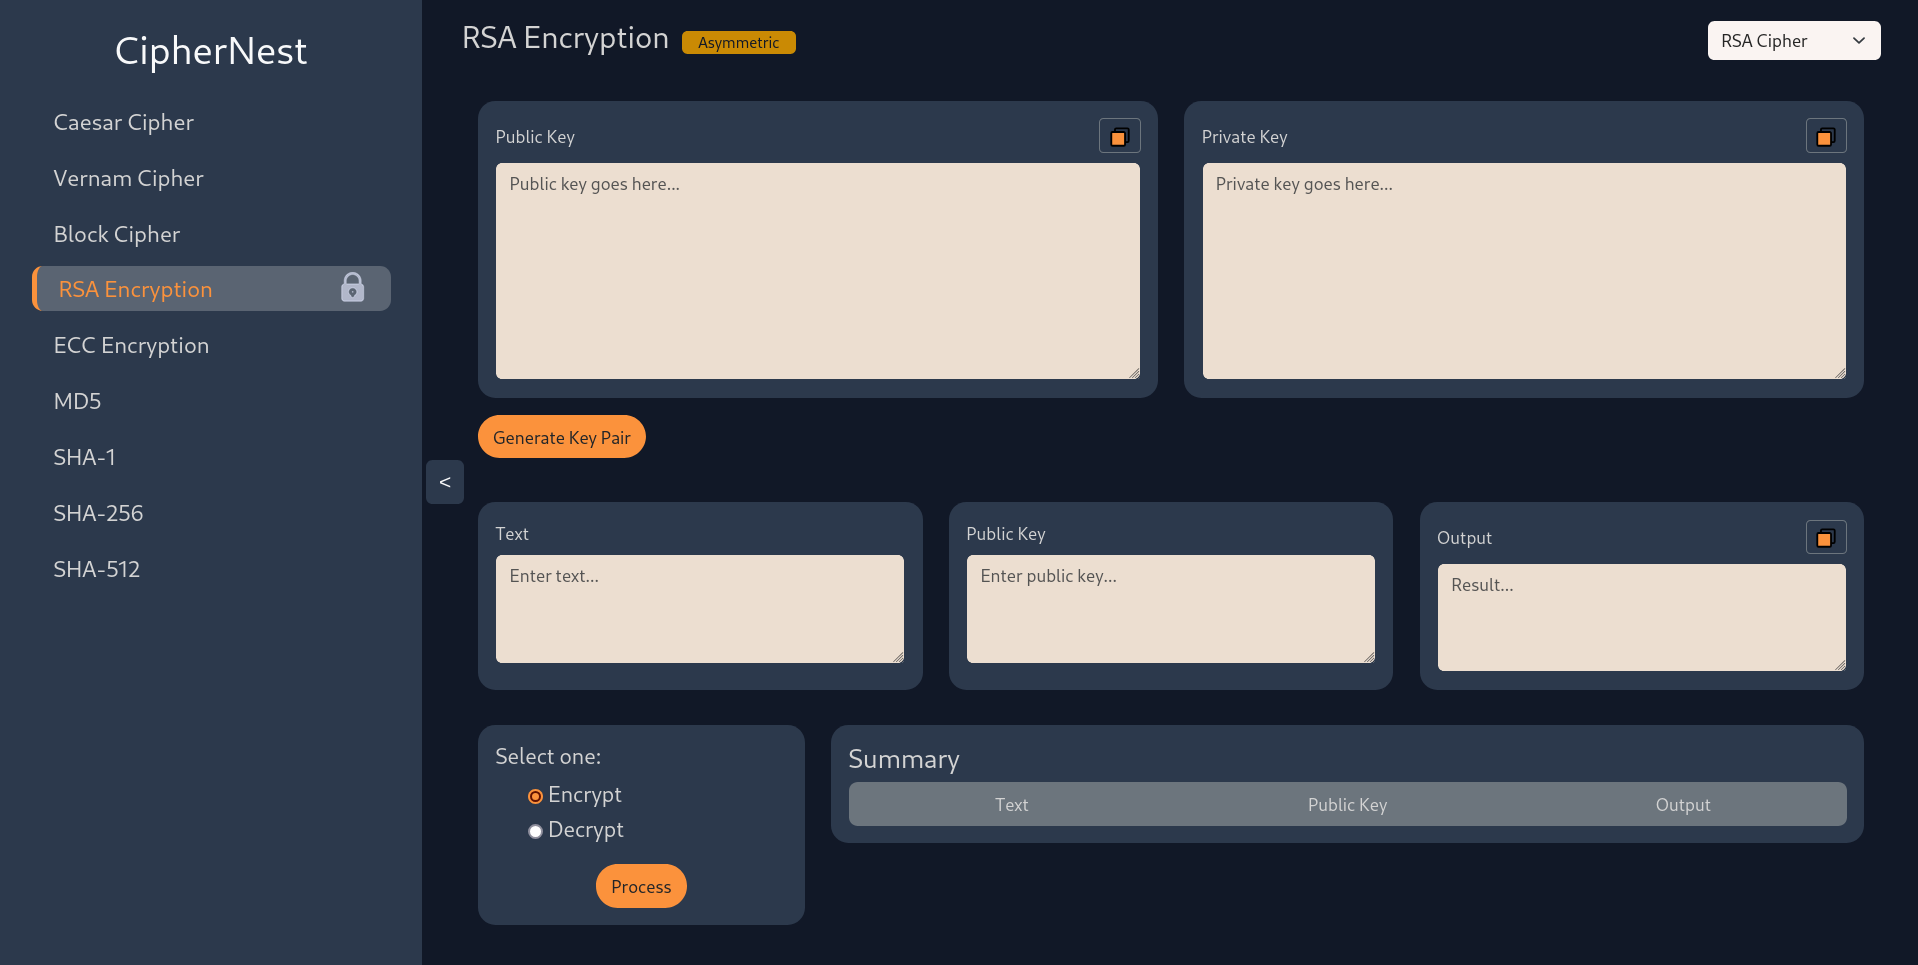 CipherNest
Caesar Cipher
Vernam Cipher
Block Cipher
RSA Encryption
ECC Encryption
MD5
SHA-1
SHA-256
SHA-512
<
RSA Encryption Asymmetric
RSA Cipher
Public Key
Public key goes here...
Private Key
Private key goes here...
Generate Key Pair
Text
Enter text...
Public Key
Enter public key...
Output
Result...
Select one:
Encrypt
Decrypt
Process
Summary
Text Public Key Output